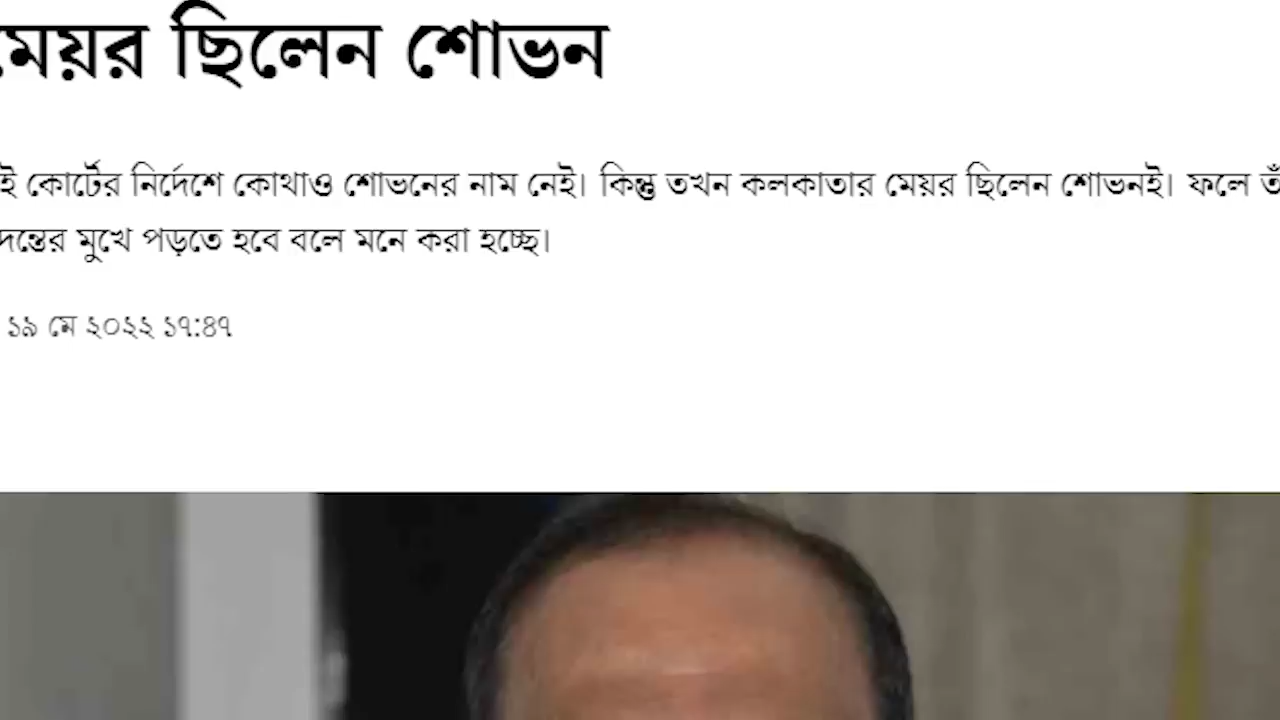 মেয়র ছিলেন শোভন
ই কোর্টের নির্দেশে কোথাও শোভনের নাম নেই। কিন্তু তখন কলকাতার মেয়র ছিলেন শোভনই। ফলে তাঁ
দন্তের মুখে পড়তে হবে বলে মনে করা হচ্ছে।
১৯ মে ২০২২ ১৭:৪৭